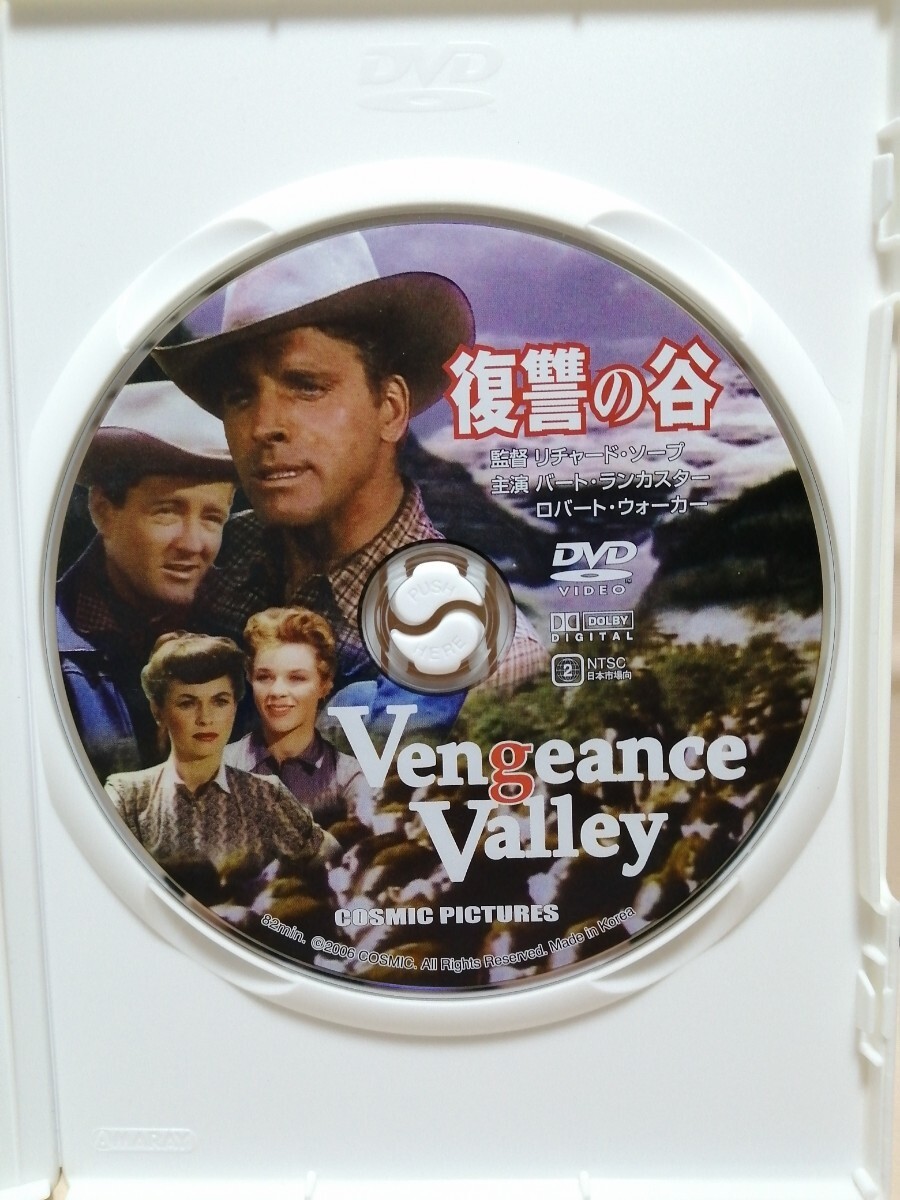 DVD
復讐の谷
監督 リチャード・ソープ
主演 バート・ランカスター
ロバート・ウォーカー
DVD
VIDEO™
DOLBY
DIGITAL
2 NTSC
日本市場向
PUSH
HERE
Vengeance
Valley
COSMIC PICTURES
82min. ©2006 COSMIC. All Rights Reserved. Made in Korea
AMARAY